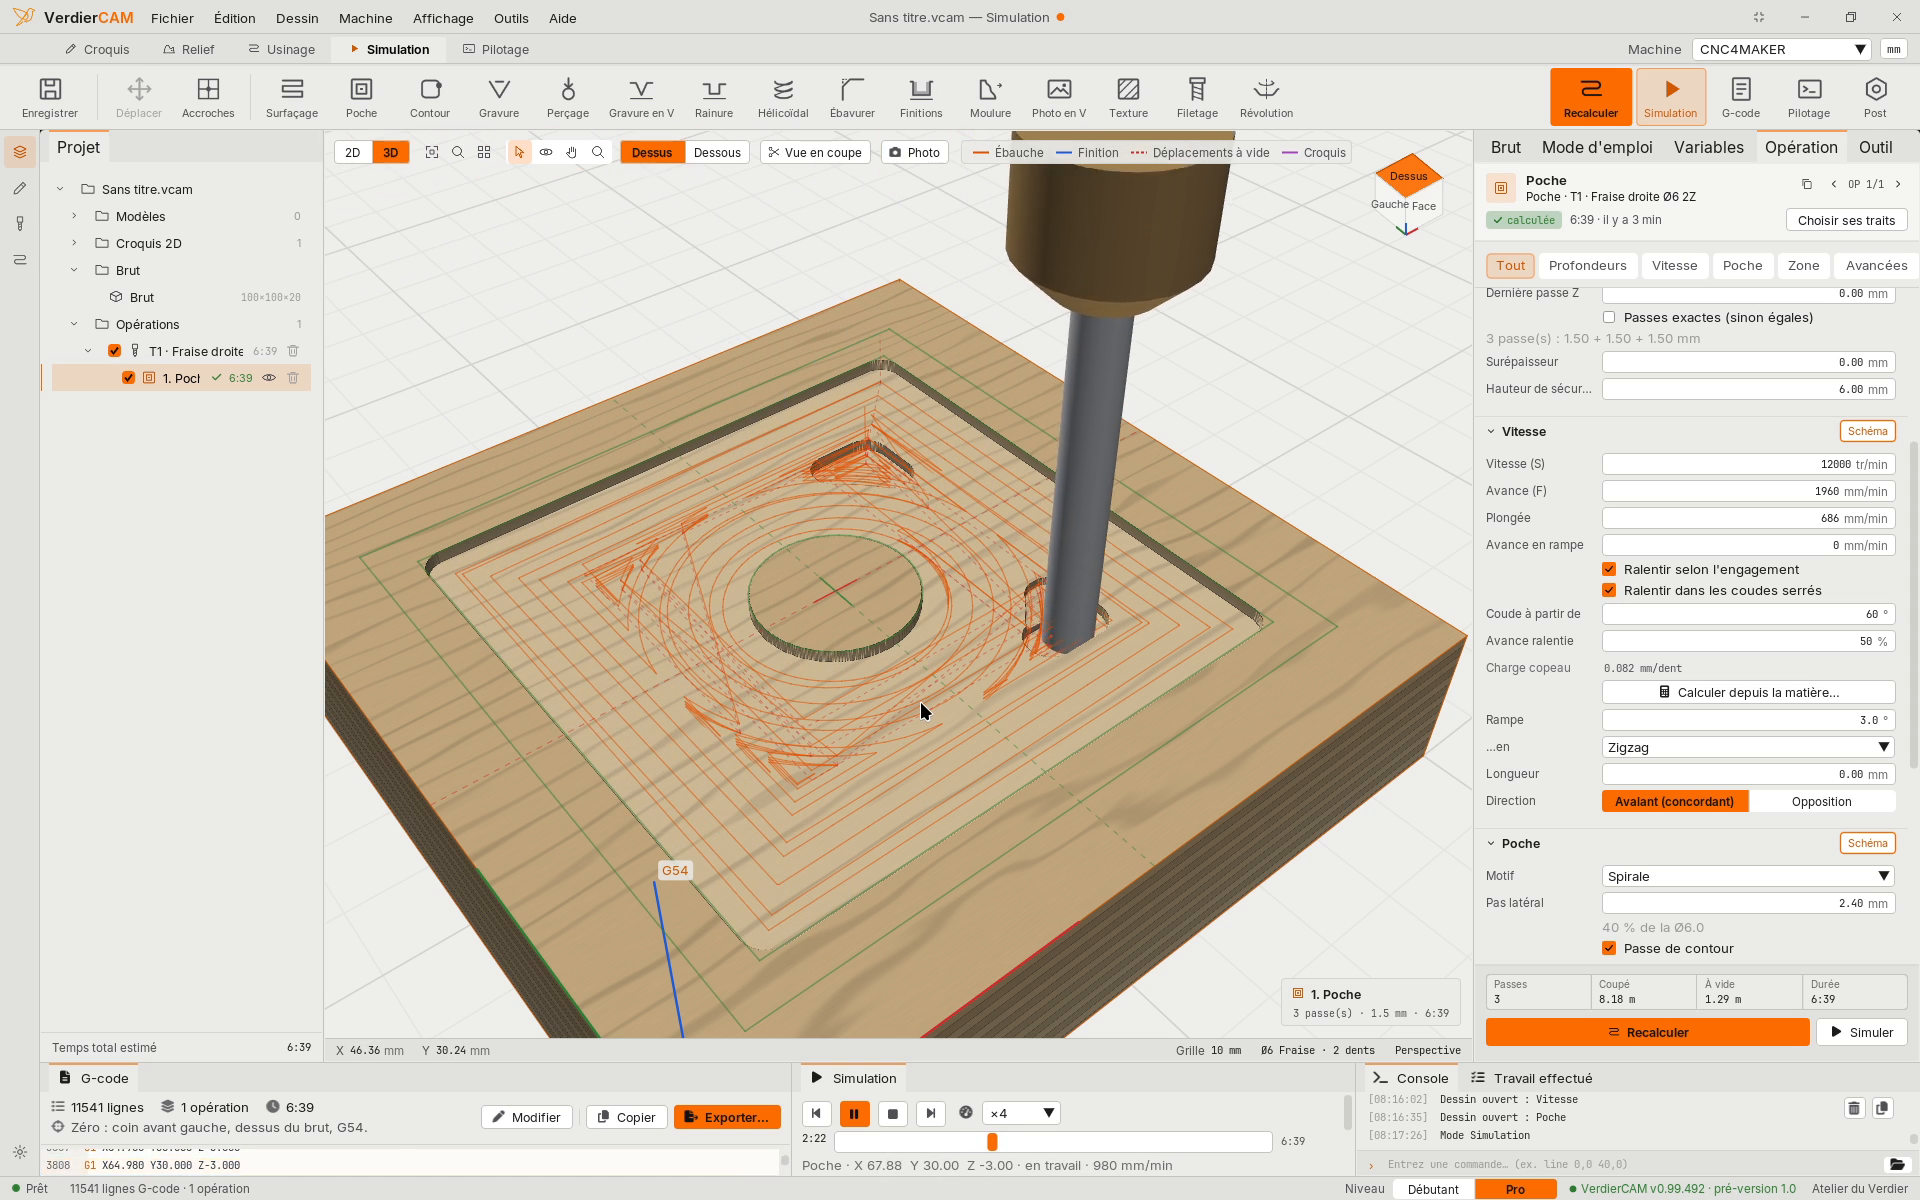 VerdierCAM Fichier Édition Dessin Machine Affichage Outils Aide Sans titre.vcam — Simulation
Croquis Relief Usinage Simulation Pilotage Machine CNC4MAKER mm
Enregistrer Déplacer Accroches Surfaçage Poche Contour Gravure Perçage Gravure en V Rainure Hélicoïdal Ébavurer Finitions Moulure Photo en V Texture Filetage Révolution Recalculer Simulation G-code Pilotage Post
Projet
Sans titre.vcam
Modèles 0
Croquis 2D 1
Brut
Brut 100×100×20
Opérations 1
T1 · Fraise droite 6:39
1. Poch 6:39
Temps total estimé 6:39
2D 3D Dessus Dessous Vue en coupe Photo Ébauche Finition Déplacements à vide Croquis
Dessus
Gauche Face
G54
1. Poche
3 passe(s) · 1.5 mm · 6:39
X 46.36 mm Y 30.24 mm Grille 10 mm Ø6 Fraise · 2 dents Perspective
Brut Mode d'emploi Variables Opération Outil
Poche
Poche · T1 · Fraise droite Ø6 2Z
OP 1/1
calculée 6:39 · il y a 3 min Choisir ses traits
Tout Profondeurs Vitesse Poche Zone Avancées
Dernière passe Z 0.00 mm
Passes exactes (sinon égales)
3 passe(s) : 1.50 + 1.50 + 1.50 mm
Surépaisseur 0.00 mm
Hauteur de sécur... 6.00 mm
Vitesse Schéma
Vitesse (S) 12000 tr/min
Avance (F) 1960 mm/min
Plongée 686 mm/min
Avance en rampe 0 mm/min
Ralentir selon l'engagement
Ralentir dans les coudes serrés
Coude à partir de 60 °
Avance ralentie 50 %
Charge copeau 0.082 mm/dent
Calculer depuis la matière...
Rampe 3.0 °
...en Zigzag
Longueur 0.00 mm
Direction Avalant (concordant) Opposition
Poche Schéma
Motif Spirale
Pas latéral 2.40 mm
40 % de la Ø6.0
Passe de contour
Passes Coupé À vide Durée
3 8.18 m 1.29 m 6:39
Recalculer Simuler
G-code
11541 lignes 1 opération 6:39
Zéro : coin avant gauche, dessus du brut, G54.
Modifier Copier Exporter...
3808 G1 X64.980 Y30.000 Z-3.000
Simulation
×4
2:22 6:39
Poche · X 67.88 Y 30.00 Z -3.00 · en travail · 980 mm/min
Console Travail effectué
[08:16:02] Dessin ouvert : Vitesse
[08:16:35] Dessin ouvert : Poche
[08:17:26] Mode Simulation
› Entrez une commande… (ex. line 0,0 40,0)
Prêt 11541 lignes G-code · 1 opération Niveau Débutant Pro VerdierCAM v0.99.492 · pré-version 1.0 Atelier du Verdier